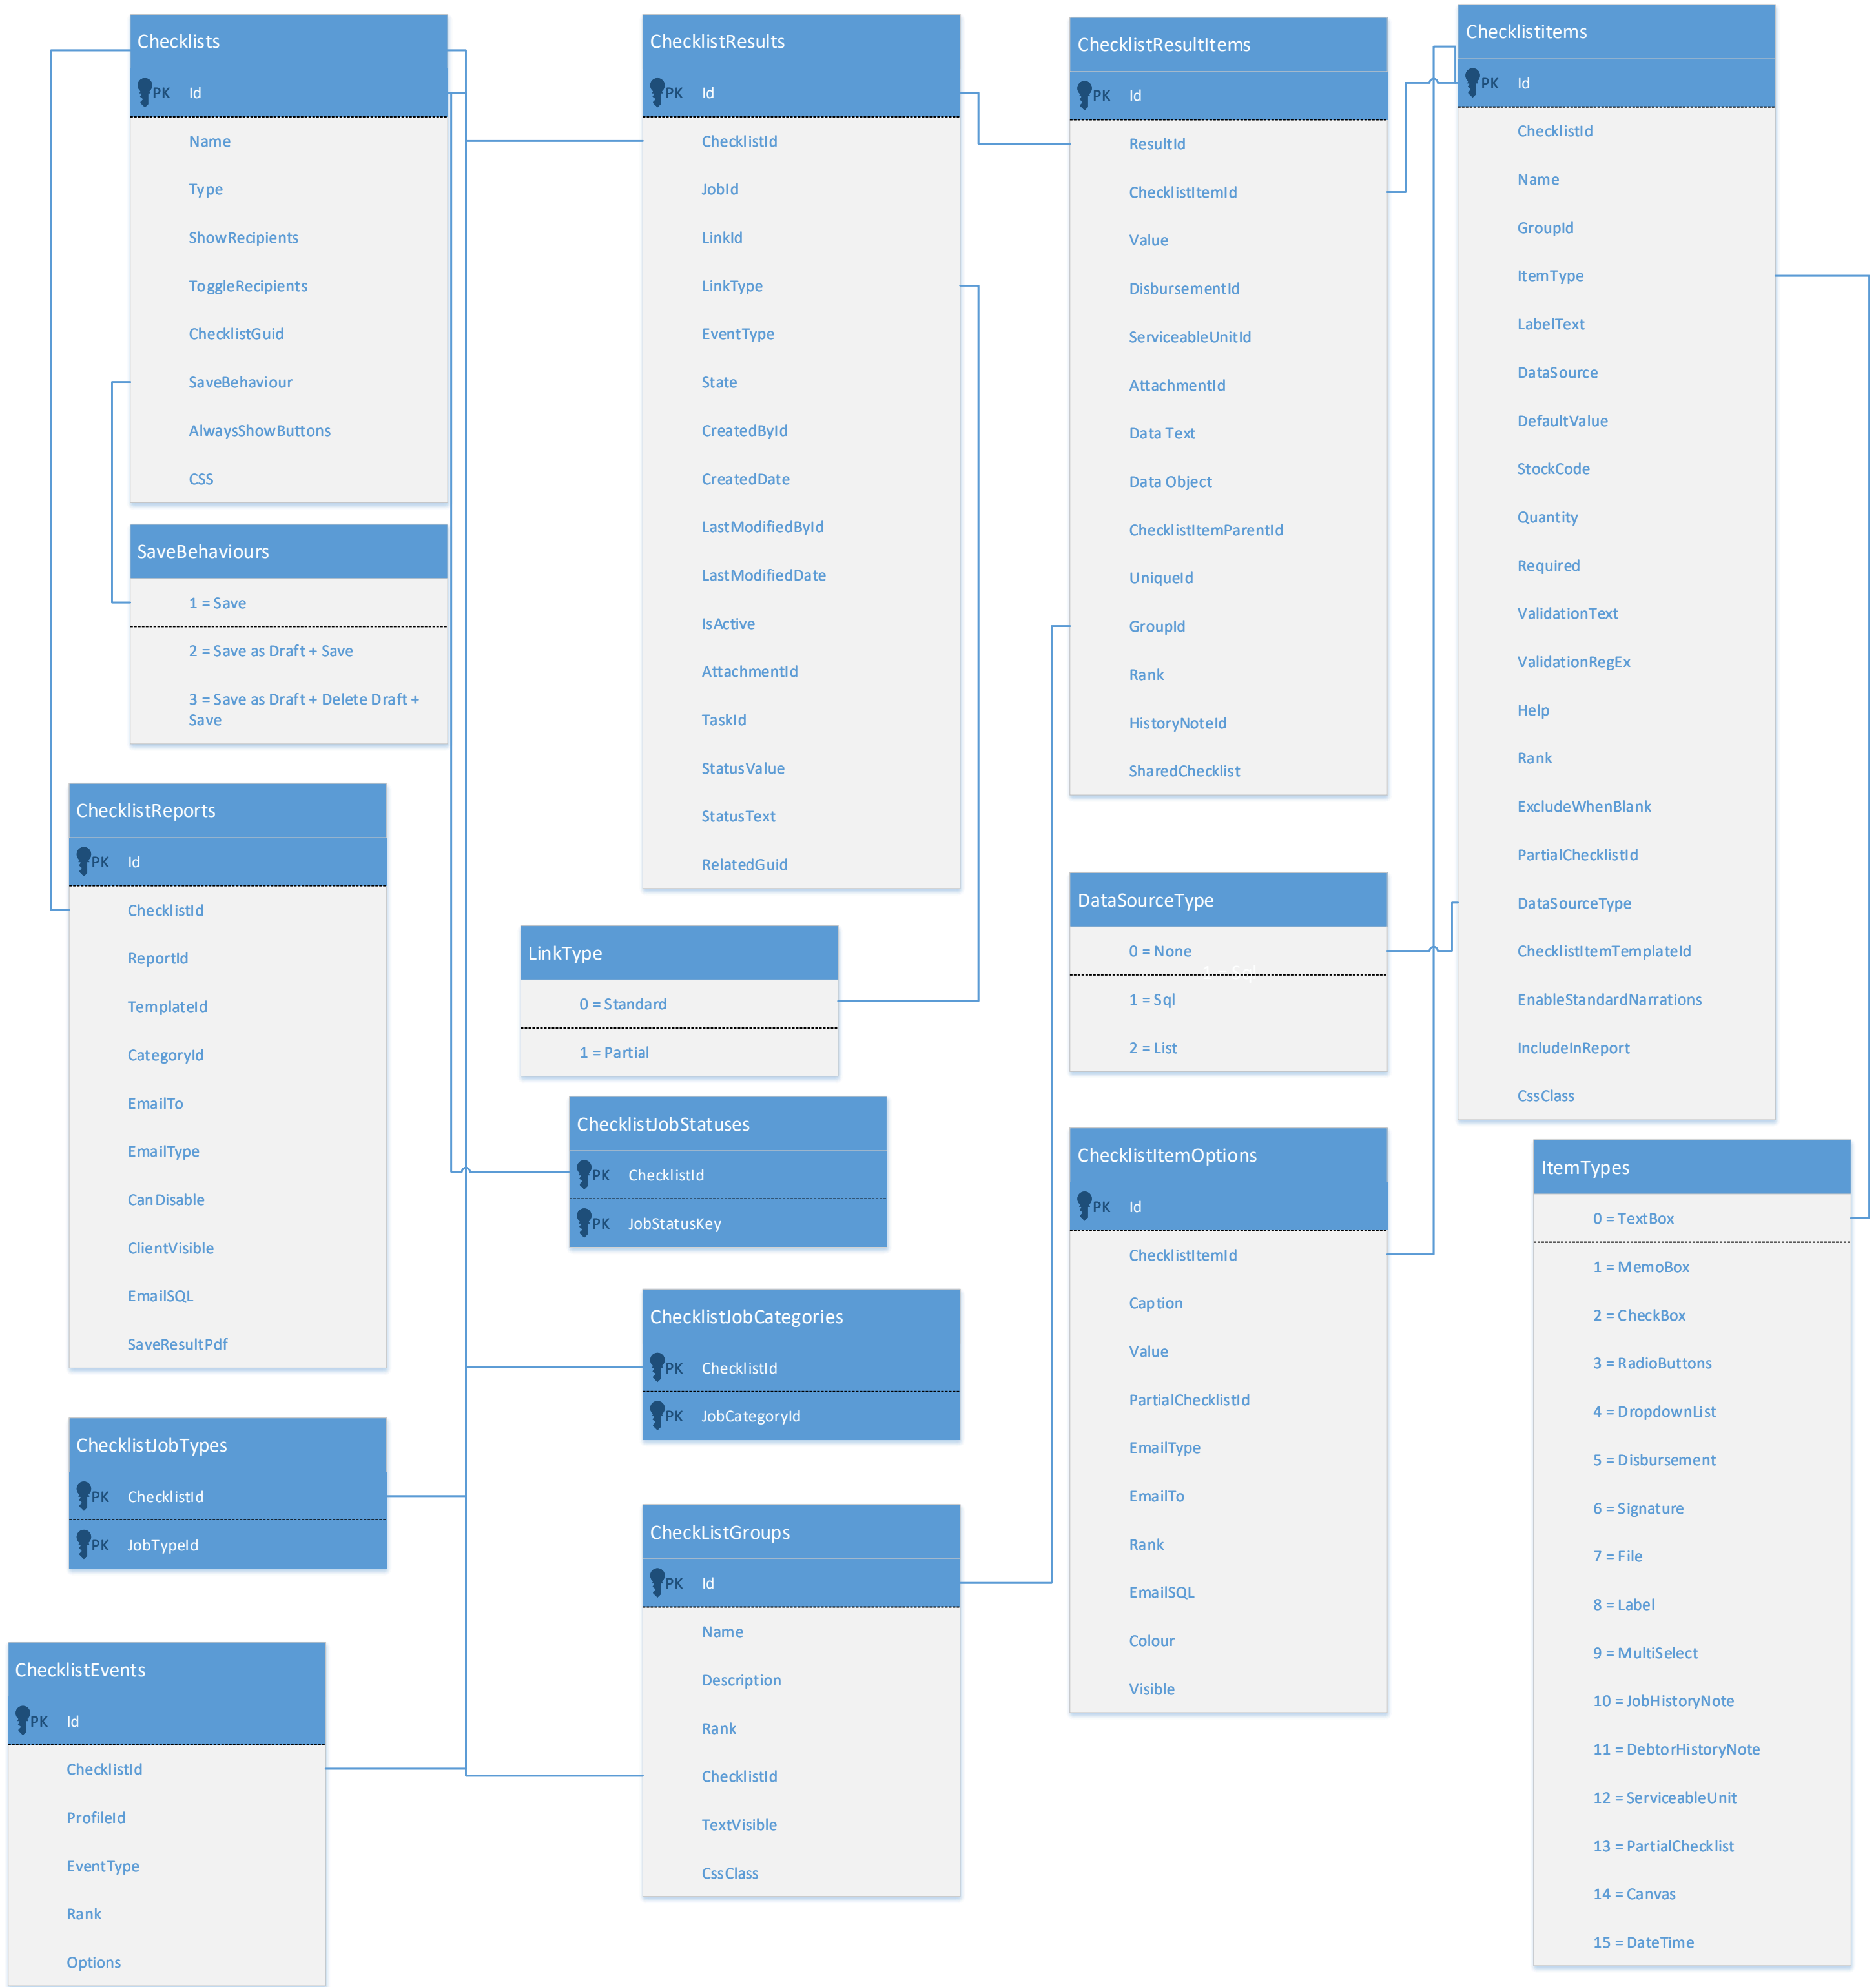 Checklists
PK Id
Name
Type
ShowRecipients
ToggleRecipients
ChecklistGuid
SaveBehaviour
AlwaysShowButtons
CSS
SaveBehaviours
1 = Save
2 = Save as Draft + Save
3 = Save as Draft + Delete Draft +
Save
ChecklistReports
PK Id
ChecklistId
ReportId
TemplateId
CategoryId
EmailTo
EmailType
CanDisable
ClientVisible
EmailSQL
SaveResultPdf
ChecklistJobTypes
PK ChecklistId
PK JobTypeId
ChecklistEvents
PK Id
ChecklistId
ProfileId
EventType
Rank
Options
ChecklistResults
PK Id
ChecklistId
JobId
LinkId
LinkType
EventType
State
CreatedById
CreatedDate
LastModifiedById
LastModifiedDate
IsActive
AttachmentId
TaskId
StatusValue
StatusText
RelatedGuid
LinkType
0 = Standard
1 = Partial
ChecklistJobStatuses
PK ChecklistId
PK JobStatusKey
ChecklistJobCategories
PK ChecklistId
PK JobCategoryId
CheckListGroups
PK Id
Name
Description
Rank
ChecklistId
TextVisible
CssClass
ChecklistResultItems
PK Id
ResultId
ChecklistItemId
Value
DisbursementId
ServiceableUnitId
AttachmentId
Data Text
Data Object
ChecklistItemParentId
UniqueId
GroupId
Rank
HistoryNoteId
SharedChecklist
DataSourceType
0 = None
1 = Sql
2 = List
ChecklistItemOptions
PK Id
ChecklistItemId
Caption
Value
PartialChecklistId
EmailType
EmailTo
Rank
EmailSQL
Colour
Visible
Checklistitems
PK Id
ChecklistId
Name
GroupId
ItemType
LabelText
DataSource
DefaultValue
StockCode
Quantity
Required
ValidationText
ValidationRegEx
Help
Rank
ExcludeWhenBlank
PartialChecklistId
DataSourceType
ChecklistItemTemplateId
EnableStandardNarrations
IncludeInReport
CssClass
ItemTypes
0 = TextBox
1 = MemoBox
2 = CheckBox
3 = RadioButtons
4 = DropdownList
5 = Disbursement
6 = Signature
7 = File
8 = Label
9 = MultiSelect
10 = JobHistoryNote
11 = DebtorHistoryNote
12 = ServiceableUnit
13 = PartialChecklist
14 = Canvas
15 = DateTime